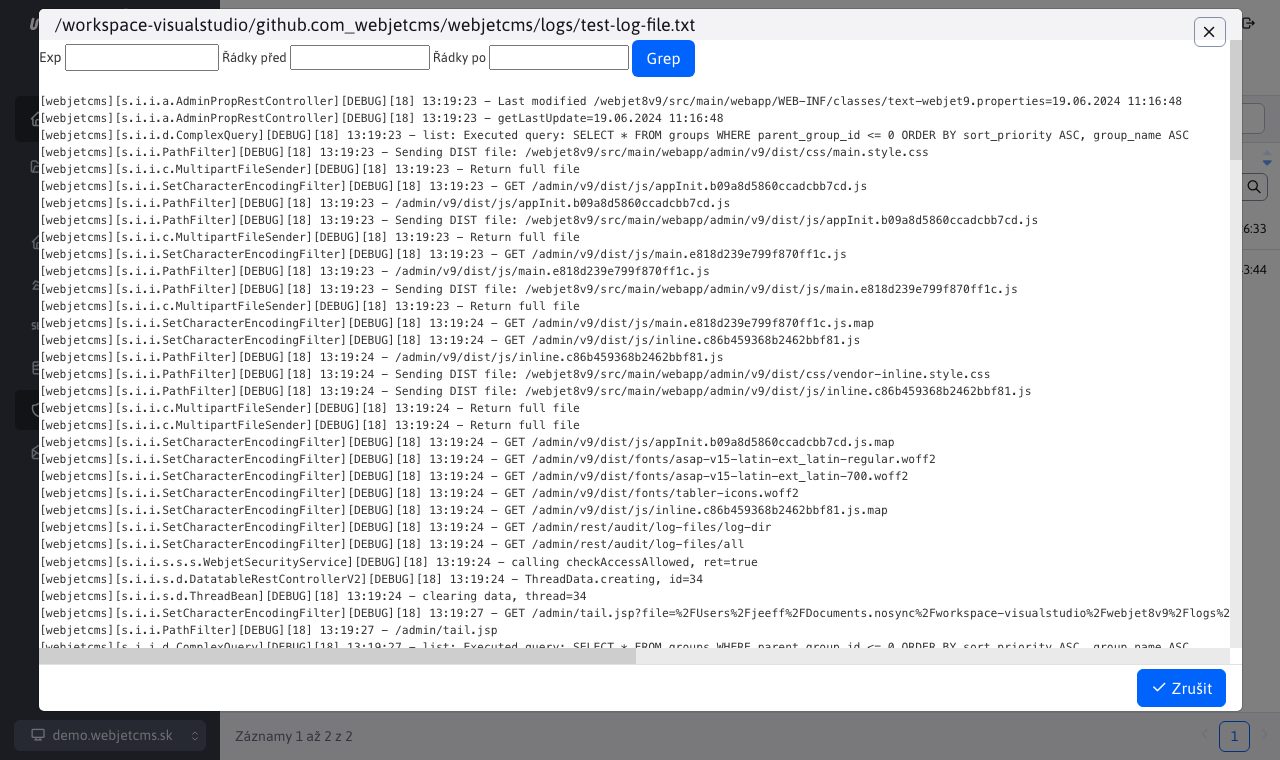 /workspace-visualstudio/github.com_webjetcms/webjetcms/logs/test-log-file.txt
Exp Řádky před Řádky po Grep
[webjetcms][s.i.i.a.AdminPropRestController][DEBUG][18] 13:19:23 – Last modified /webjet8v9/src/main/webapp/WEB-INF/classes/text-webjet9.properties=19.06.2024 11:16:48
[webjetcms][s.i.i.a.AdminPropRestController][DEBUG][18] 13:19:23 – getLastUpdate=19.06.2024 11:16:48
[webjetcms][s.i.i.d.ComplexQuery][DEBUG][18] 13:19:23 – list: Executed query: SELECT * FROM groups WHERE parent_group_id <= 0 ORDER BY sort_priority ASC, group_name ASC
[webjetcms][s.i.i.PathFilter][DEBUG][18] 13:19:23 – Sending DIST file: /webjet8v9/src/main/webapp/admin/v9/dist/css/main.style.css
[webjetcms][s.i.i.c.MultipartFileSender][DEBUG][18] 13:19:23 – Return full file
[webjetcms][s.i.i.SetCharacterEncodingFilter][DEBUG][18] 13:19:23 – GET /admin/v9/dist/js/appInit.b09a8d5860ccadcbb7cd.js
[webjetcms][s.i.i.PathFilter][DEBUG][18] 13:19:23 – /admin/v9/dist/js/appInit.b09a8d5860ccadcbb7cd.js
[webjetcms][s.i.i.PathFilter][DEBUG][18] 13:19:23 – Sending DIST file: /webjet8v9/src/main/webapp/admin/v9/dist/js/appInit.b09a8d5860ccadcbb7cd.js
[webjetcms][s.i.i.c.MultipartFileSender][DEBUG][18] 13:19:23 – Return full file
[webjetcms][s.i.i.SetCharacterEncodingFilter][DEBUG][18] 13:19:23 – GET /admin/v9/dist/js/main.e818d239e799f870ff1c.js
[webjetcms][s.i.i.PathFilter][DEBUG][18] 13:19:23 – /admin/v9/dist/js/main.e818d239e799f870ff1c.js
[webjetcms][s.i.i.PathFilter][DEBUG][18] 13:19:23 – Sending DIST file: /webjet8v9/src/main/webapp/admin/v9/dist/js/main.e818d239e799f870ff1c.js
[webjetcms][s.i.i.c.MultipartFileSender][DEBUG][18] 13:19:23 – Return full file
[webjetcms][s.i.i.SetCharacterEncodingFilter][DEBUG][18] 13:19:24 – GET /admin/v9/dist/js/main.e818d239e799f870ff1c.js.map
[webjetcms][s.i.i.SetCharacterEncodingFilter][DEBUG][18] 13:19:24 – GET /admin/v9/dist/js/inline.c86b459368b2462bbf81.js
[webjetcms][s.i.i.PathFilter][DEBUG][18] 13:19:24 – /admin/v9/dist/js/inline.c86b459368b2462bbf81.js
[webjetcms][s.i.i.PathFilter][DEBUG][18] 13:19:24 – Sending DIST file: /webjet8v9/src/main/webapp/admin/v9/dist/css/vendor-inline.style.css
[webjetcms][s.i.i.PathFilter][DEBUG][18] 13:19:24 – Sending DIST file: /webjet8v9/src/main/webapp/admin/v9/dist/js/inline.c86b459368b2462bbf81.js
[webjetcms][s.i.i.c.MultipartFileSender][DEBUG][18] 13:19:24 – Return full file
[webjetcms][s.i.i.c.MultipartFileSender][DEBUG][18] 13:19:24 – Return full file
[webjetcms][s.i.i.SetCharacterEncodingFilter][DEBUG][18] 13:19:24 – GET /admin/v9/dist/js/appInit.b09a8d5860ccadcbb7cd.js.map
[webjetcms][s.i.i.SetCharacterEncodingFilter][DEBUG][18] 13:19:24 – GET /admin/v9/dist/fonts/asap-v15-latin-ext_latin-regular.woff2
[webjetcms][s.i.i.SetCharacterEncodingFilter][DEBUG][18] 13:19:24 – GET /admin/v9/dist/fonts/asap-v15-latin-ext_latin-700.woff2
[webjetcms][s.i.i.SetCharacterEncodingFilter][DEBUG][18] 13:19:24 – GET /admin/v9/dist/fonts/tabler-icons.woff2
[webjetcms][s.i.i.SetCharacterEncodingFilter][DEBUG][18] 13:19:24 – GET /admin/v9/dist/js/inline.c86b459368b2462bbf81.js.map
[webjetcms][s.i.i.SetCharacterEncodingFilter][DEBUG][18] 13:19:24 – GET /admin/rest/audit/log-files/log-dir
[webjetcms][s.i.i.SetCharacterEncodingFilter][DEBUG][18] 13:19:24 – GET /admin/rest/audit/log-files/all
[webjetcms][s.i.i.s.s.s.WebjetSecurityService][DEBUG][18] 13:19:24 – calling checkAccessAllowed, ret=true
[webjetcms][s.i.i.s.d.DatatableRestControllerV2][DEBUG][18] 13:19:24 – ThreadData.creating, id=34
[webjetcms][s.i.i.s.d.ThreadBean][DEBUG][18] 13:19:24 – clearing data, thread=34
[webjetcms][s.i.i.SetCharacterEncodingFilter][DEBUG][18] 13:19:27 – GET /admin/tail.jsp?file=%2FUsers%2Fjeeff%2FDocuments.nosync%2Fworkspace-visualstudio%2Fwebjet8v9%2Flogs%2
[webjetcms][s.i.i.PathFilter][DEBUG][18] 13:19:27 – /admin/tail.jsp
[webjetcms][s.i.i.d.ComplexQuery][DEBUG][18] 13:19:27 – list: Executed query: SELECT * FROM groups WHERE parent_group_id <= 0 ORDER BY sort_priority ASC, group_name ASC
6:33
3:44
Zrušit
demo.webjetcms.sk
Záznamy 1 až 2 z 2
1